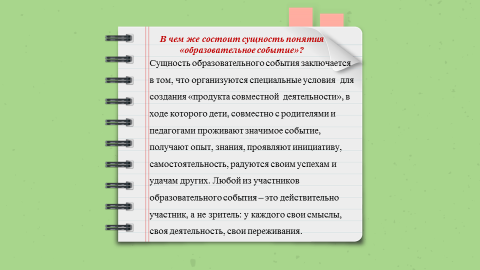 В чем же состоит сущность понятия
«образовательное событие»?
Сущность образовательного события заключается
в том, что организуются специальные условия для
создания «продукта совместной деятельности», в
ходе которого дети, совместно с родителями и
педагогами проживают значимое событие,
получают опыт, знания, проявляют инициативу,
самостоятельность, радуются своим успехам и
удачам других. Любой из участников
образовательного события – это действительно
участник, а не зритель: у каждого свои смыслы,
своя деятельность, свои переживания.